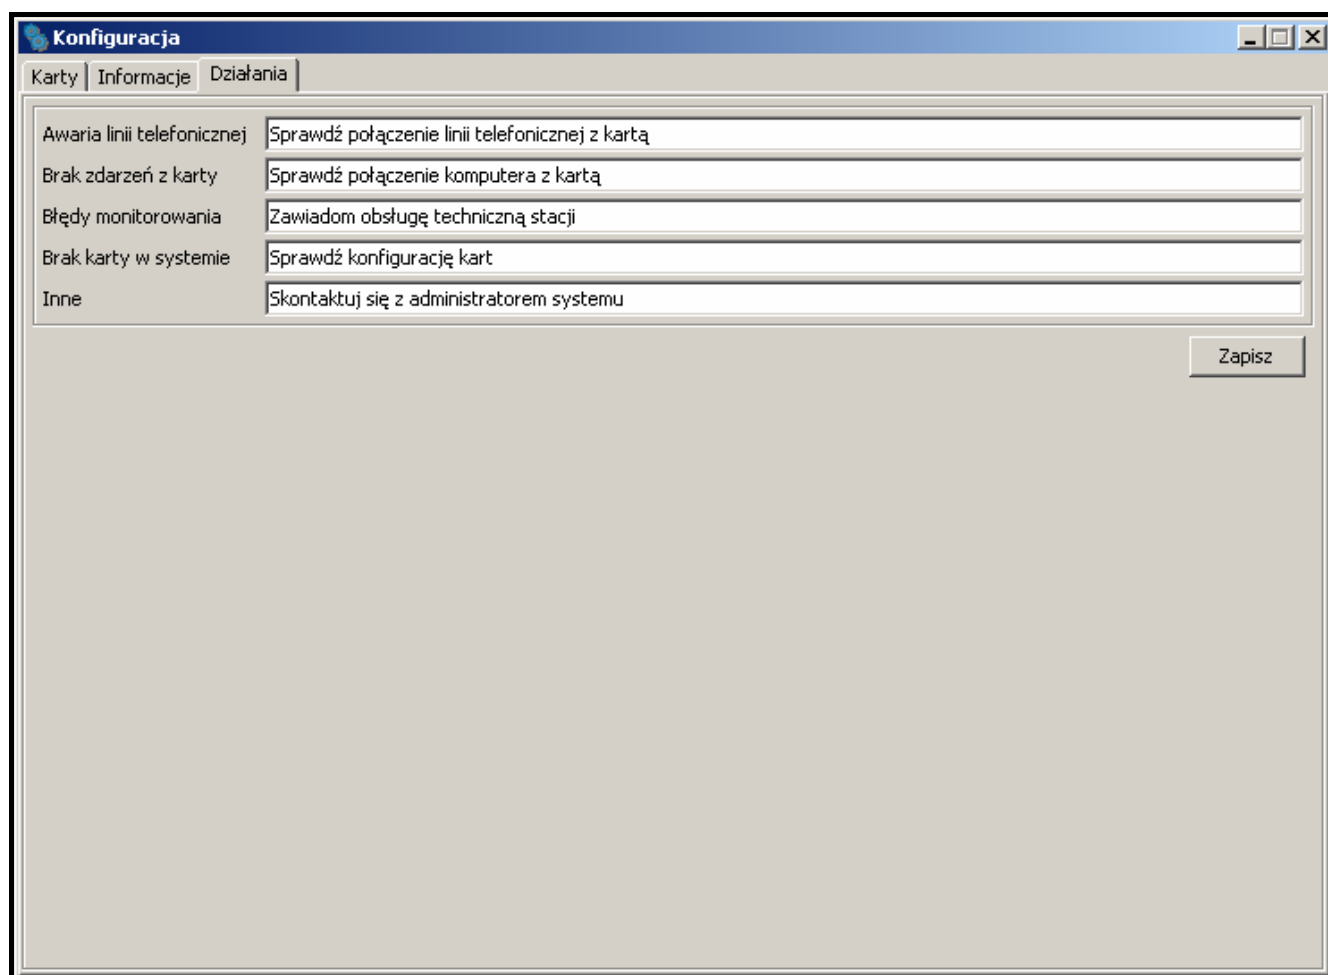 Konfiguracja
Karty Informacje Działania
Awaria linii telefonicznej Sprawdź połączenie linii telefonicznej z kartą
Brak zdarzeń z karty Sprawdź połączenie komputera z kartą
Błędy monitorowania Zawiadom obsługę techniczną stacji
Brak karty w systemie Sprawdź konfigurację kart
Inne Skontaktuj się z administratorem systemu
Zapisz